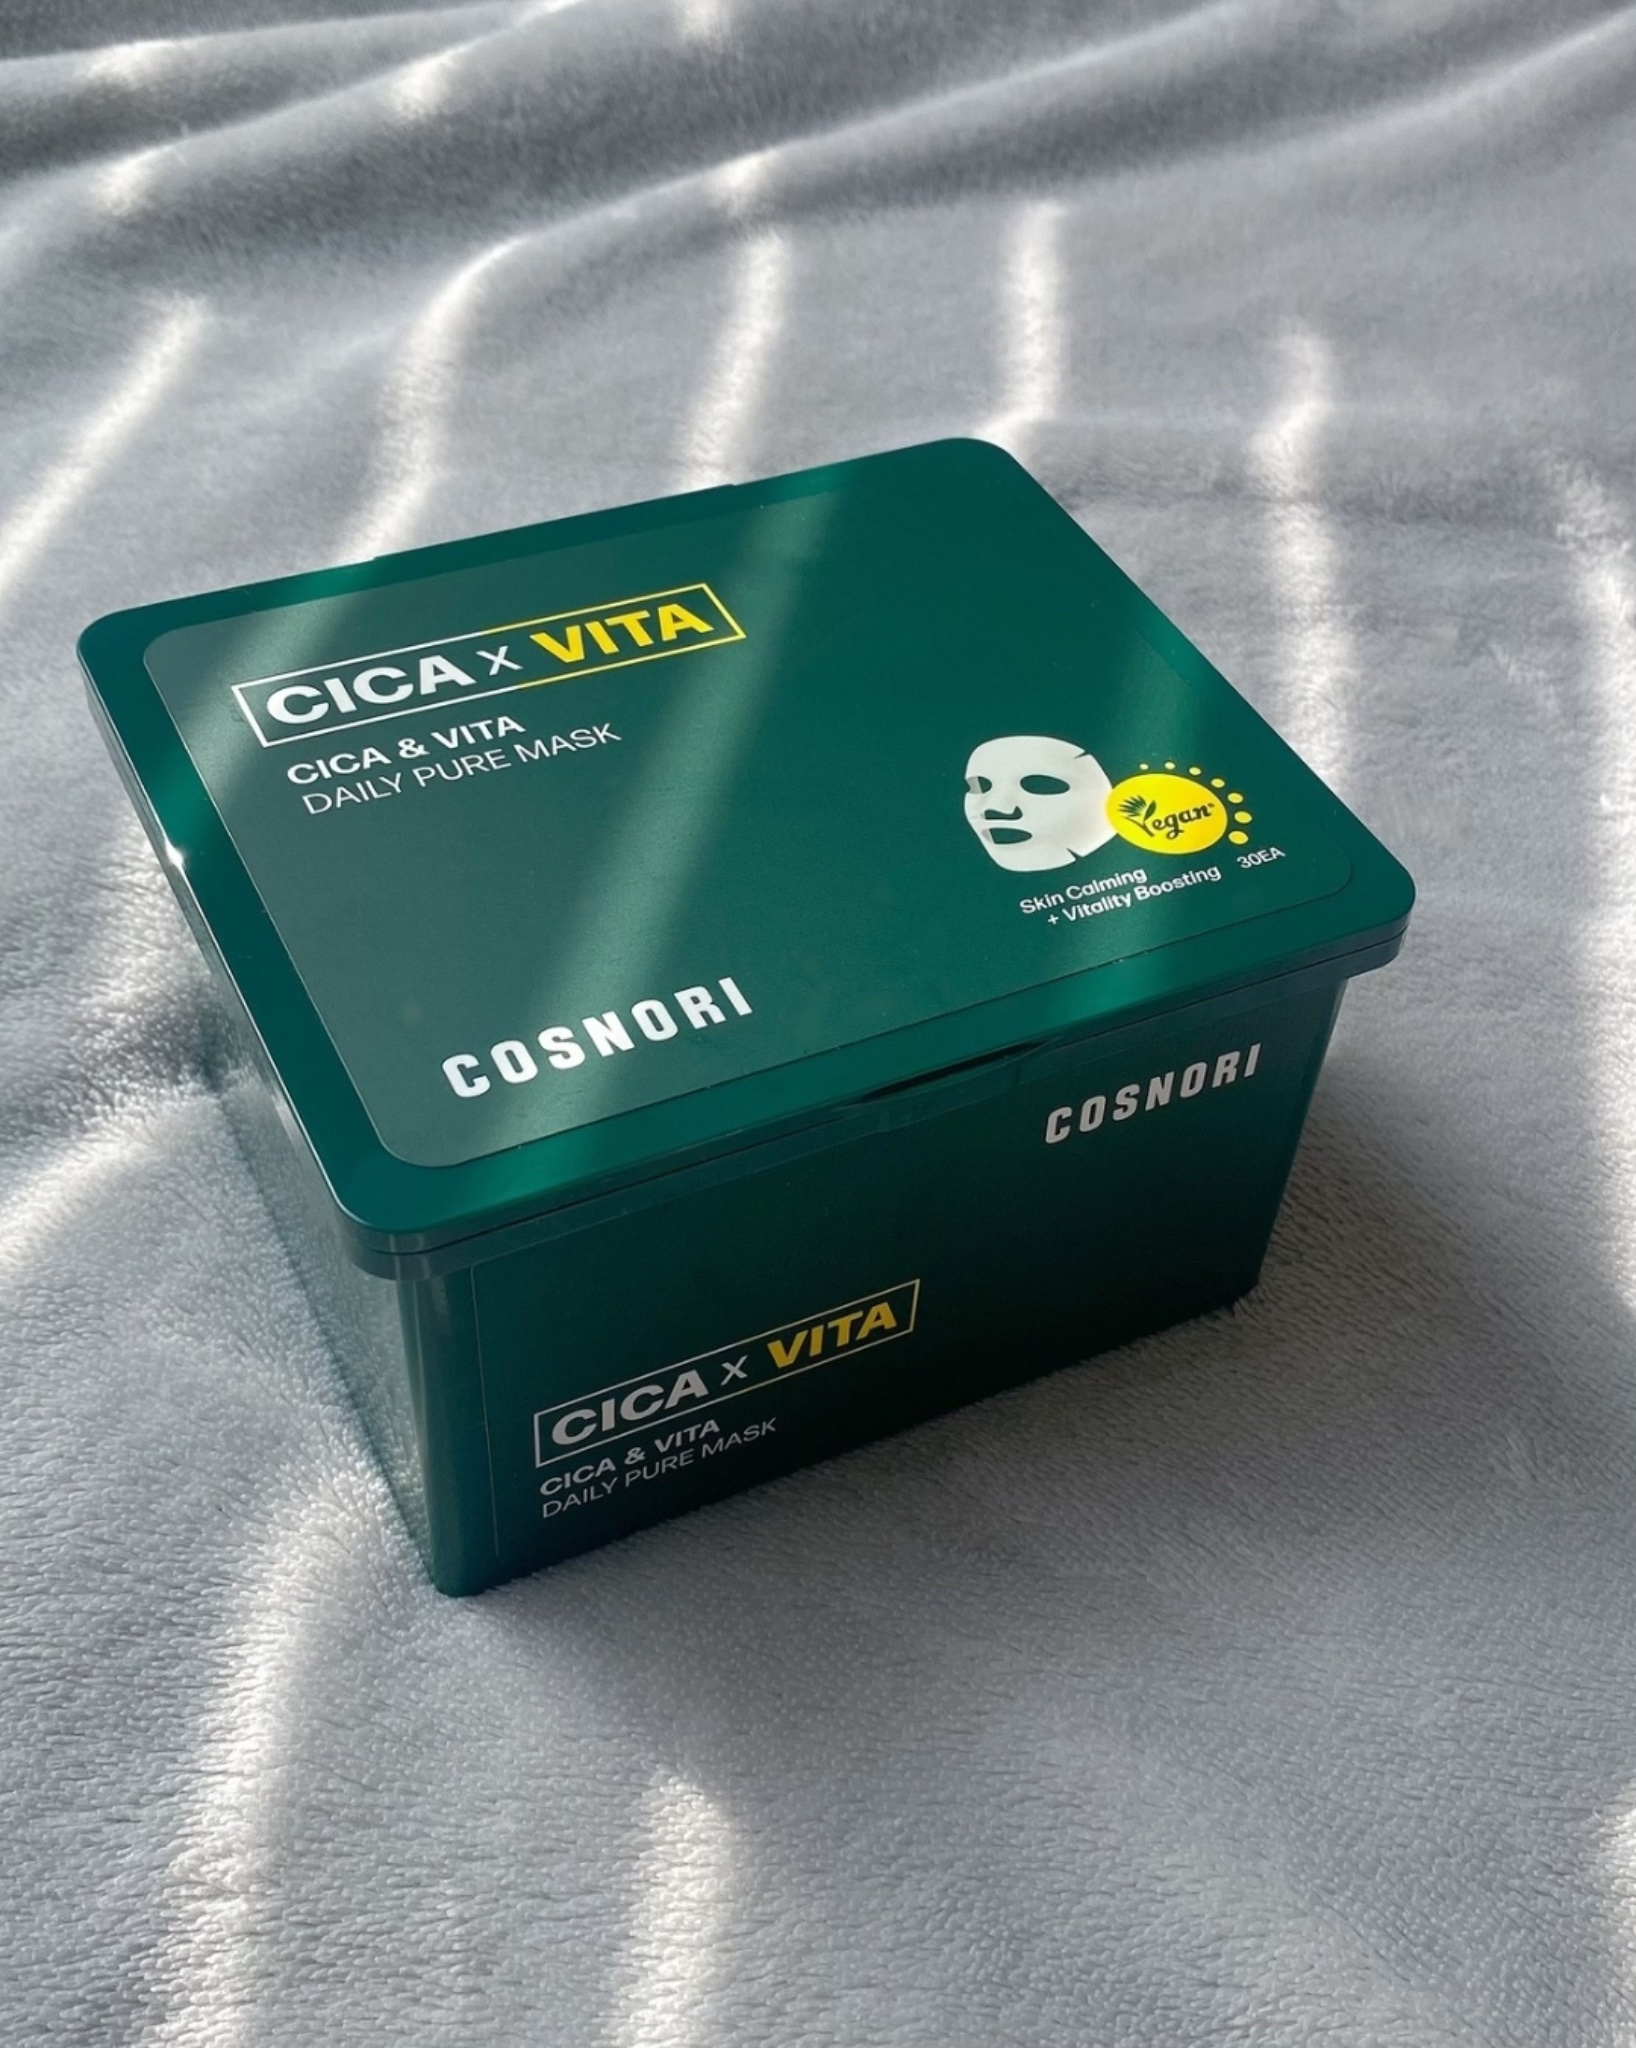 CICA x VITA
CICA & VITA
DAILY PURE MASK
Vegan
Skin Calming
+ Vitality Boosting 30EA
COSNORI
COSNORI
CICA x VITA
CICA & VITA
DAILY PURE MASK